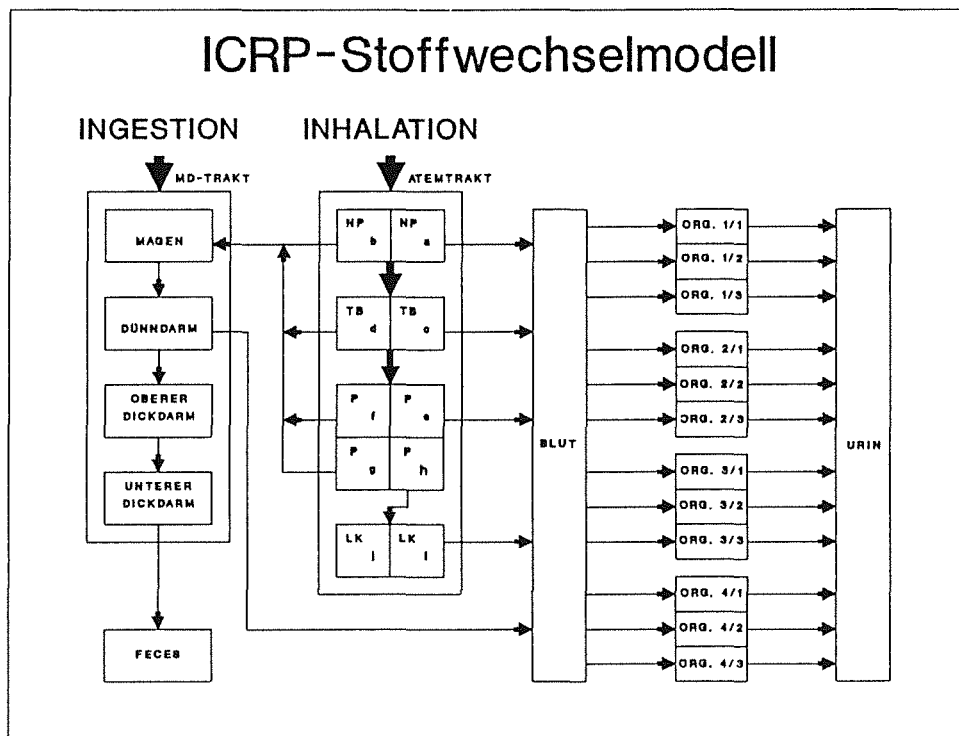 ICRP-Stoffwechselmodell
INGESTION
INHALATION
MD-TRAKT
ATEMTRAKT
MAGEN
DÜNNDARM
OBERER
DICKDARM
UNTERER
DICKDARM
FECES
NP
b
NP
a
TB
d
TB
c
P
f
P
e
P
g
P
h
LK
j
LK
i
BLUT
ORG. 1/1
ORG. 1/2
ORG. 1/3
ORG. 2/1
ORG. 2/2
ORG. 2/3
ORG. 3/1
ORG. 3/2
ORG. 3/3
ORG. 4/1
ORG. 4/2
ORG. 4/3
URIN